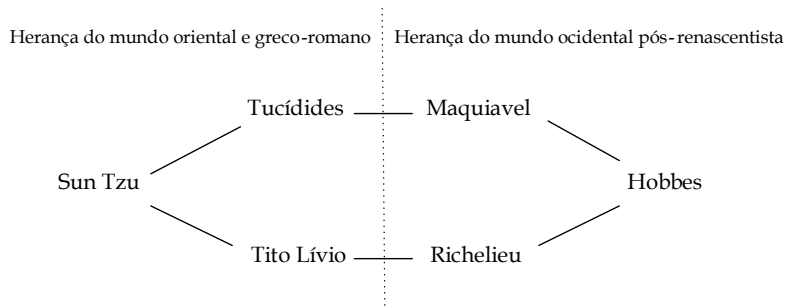 Herança do mundo oriental e greco-romano
Herança do mundo ocidental pós-renascentista
Tucídides
Maquiavel
Sun Tzu
Hobbes
Tito Lívio
Richelieu